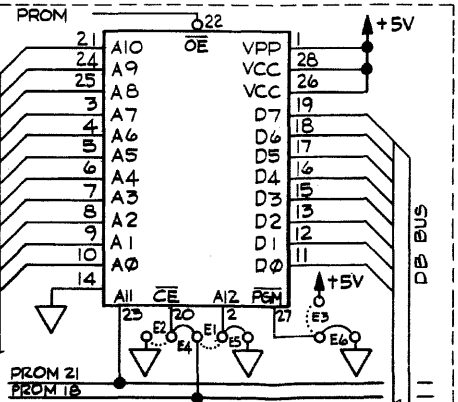 PROM
22
OE
+5V
21 A10 VPP 1
24 A9 VCC 28
25 A8 VCC 26
3 A7 D7 19
4 A6 D6 18
5 A5 D5 17
6 A4 D4 16
7 A3 D3 15
8 A2 D2 13
9 A1 D1 12
10 AØ DØ 11
14
+5V
DB BUS
A11 CE A12 PGM
23 20 2 27
E2 E4 E1 E5 E3 E6
PROM 21
PROM 18